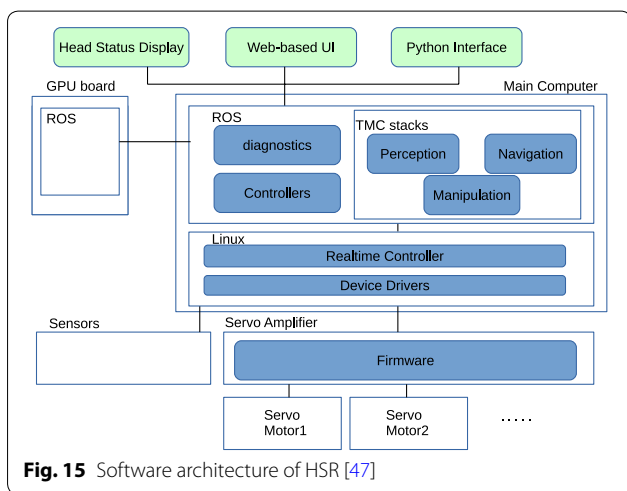 Head Status Display
Web-based UI
Python Interface
GPU board
Main Computer
ROS
ROS
TMC stacks
diagnostics
Perception
Navigation
Controllers
Manipulation
Linux
Realtime Controller
Device Drivers
Sensors
Servo Amplifier
Firmware
Servo
Motor1
Servo
Motor2
.....
Fig. 15 Software architecture of HSR [47]